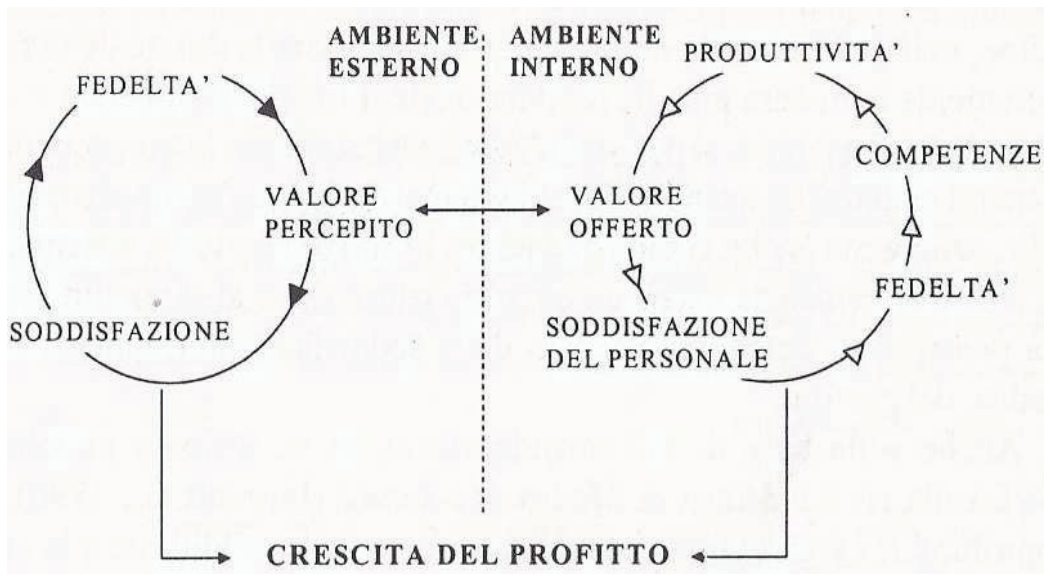 AMBIENTE
ESTERNO
AMBIENTE
INTERNO
FEDELTA'
VALORE
PERCEPITO
SODDISFAZIONE
PRODUTTIVITA'
COMPETENZE
VALORE
OFFERTO
FEDELTA'
SODDISFAZIONE
DEL PERSONALE
CRESCITA DEL PROFITTO